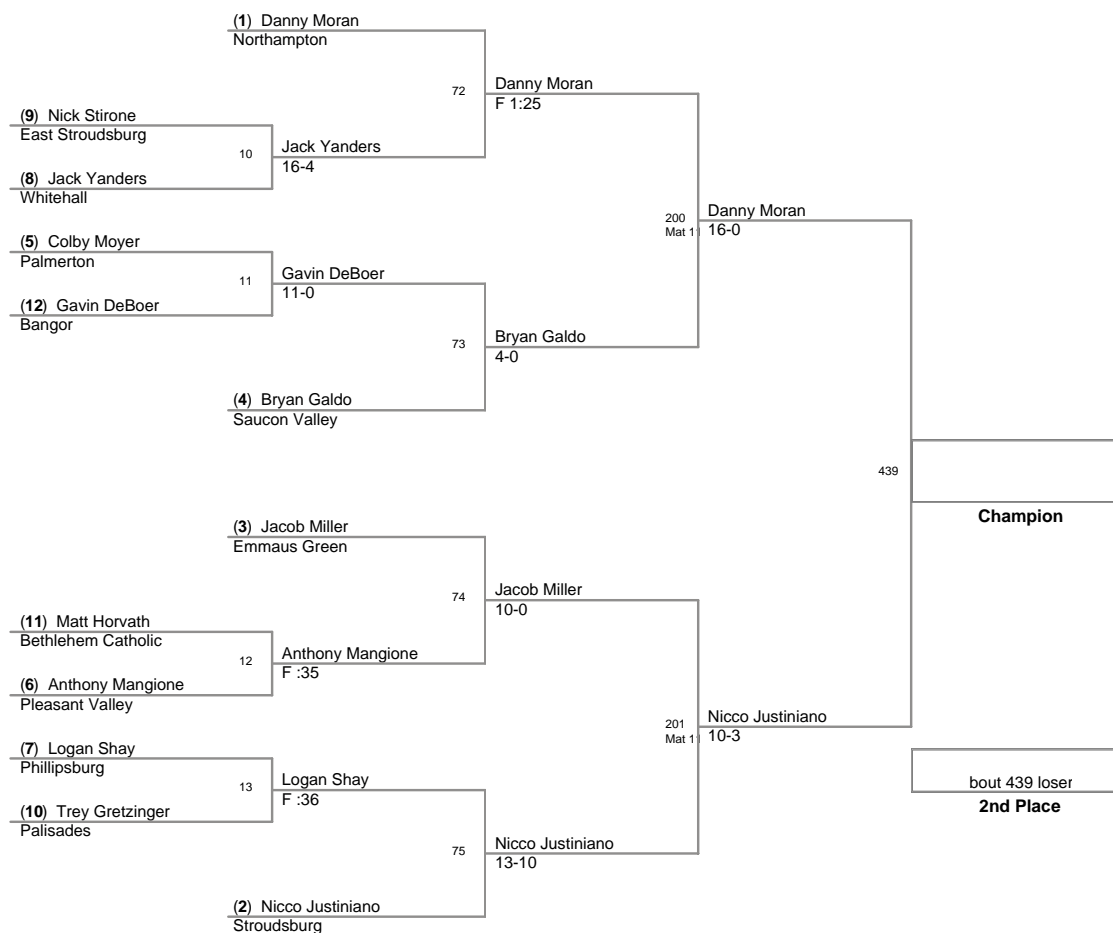 (1) Danny Moran
Northampton
72
Danny Moran
F 1:25
(9) Nick Stirone
East Stroudsburg
10
Jack Yanders
16-4
(8) Jack Yanders
Whitehall
200
Mat 11
Danny Moran
16-0
(5) Colby Moyer
Palmerton
11
Gavin DeBoer
11-0
(12) Gavin DeBoer
Bangor
73
Bryan Galdo
4-0
(4) Bryan Galdo
Saucon Valley
439
Champion
(3) Jacob Miller
Emmaus Green
74
Jacob Miller
10-0
(11) Matt Horvath
Bethlehem Catholic
12
Anthony Mangione
F :35
(6) Anthony Mangione
Pleasant Valley
201
Mat 11
Nicco Justiniano
10-3
(7) Logan Shay
Phillipsburg
13
Logan Shay
F :36
(10) Trey Gretzinger
Palisades
bout 439 loser
2nd Place
75
Nicco Justiniano
13-10
(2) Nicco Justiniano
Stroudsburg